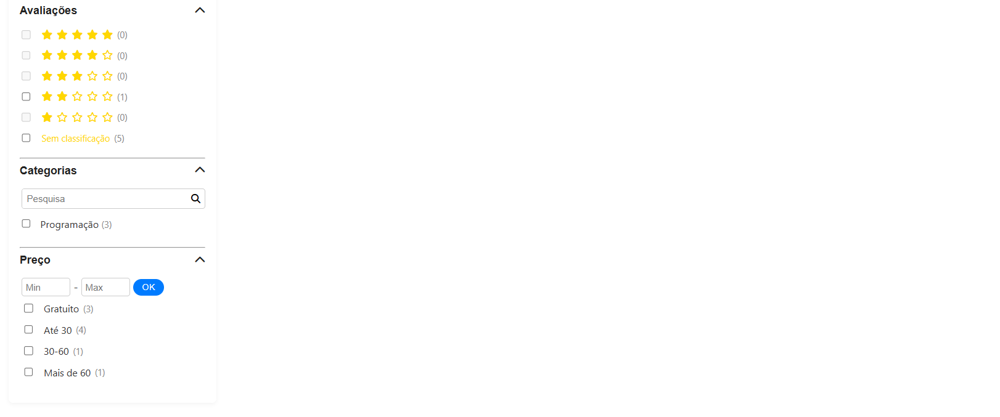 Avaliações
(0)
(0)
(0)
(1)
(0)
Sem classificação (5)
Categorias
Pesquisa
Programação (3)
Preço
Min - Max OK
Gratuito (3)
Até 30 (4)
30-60 (1)
Mais de 60 (1)